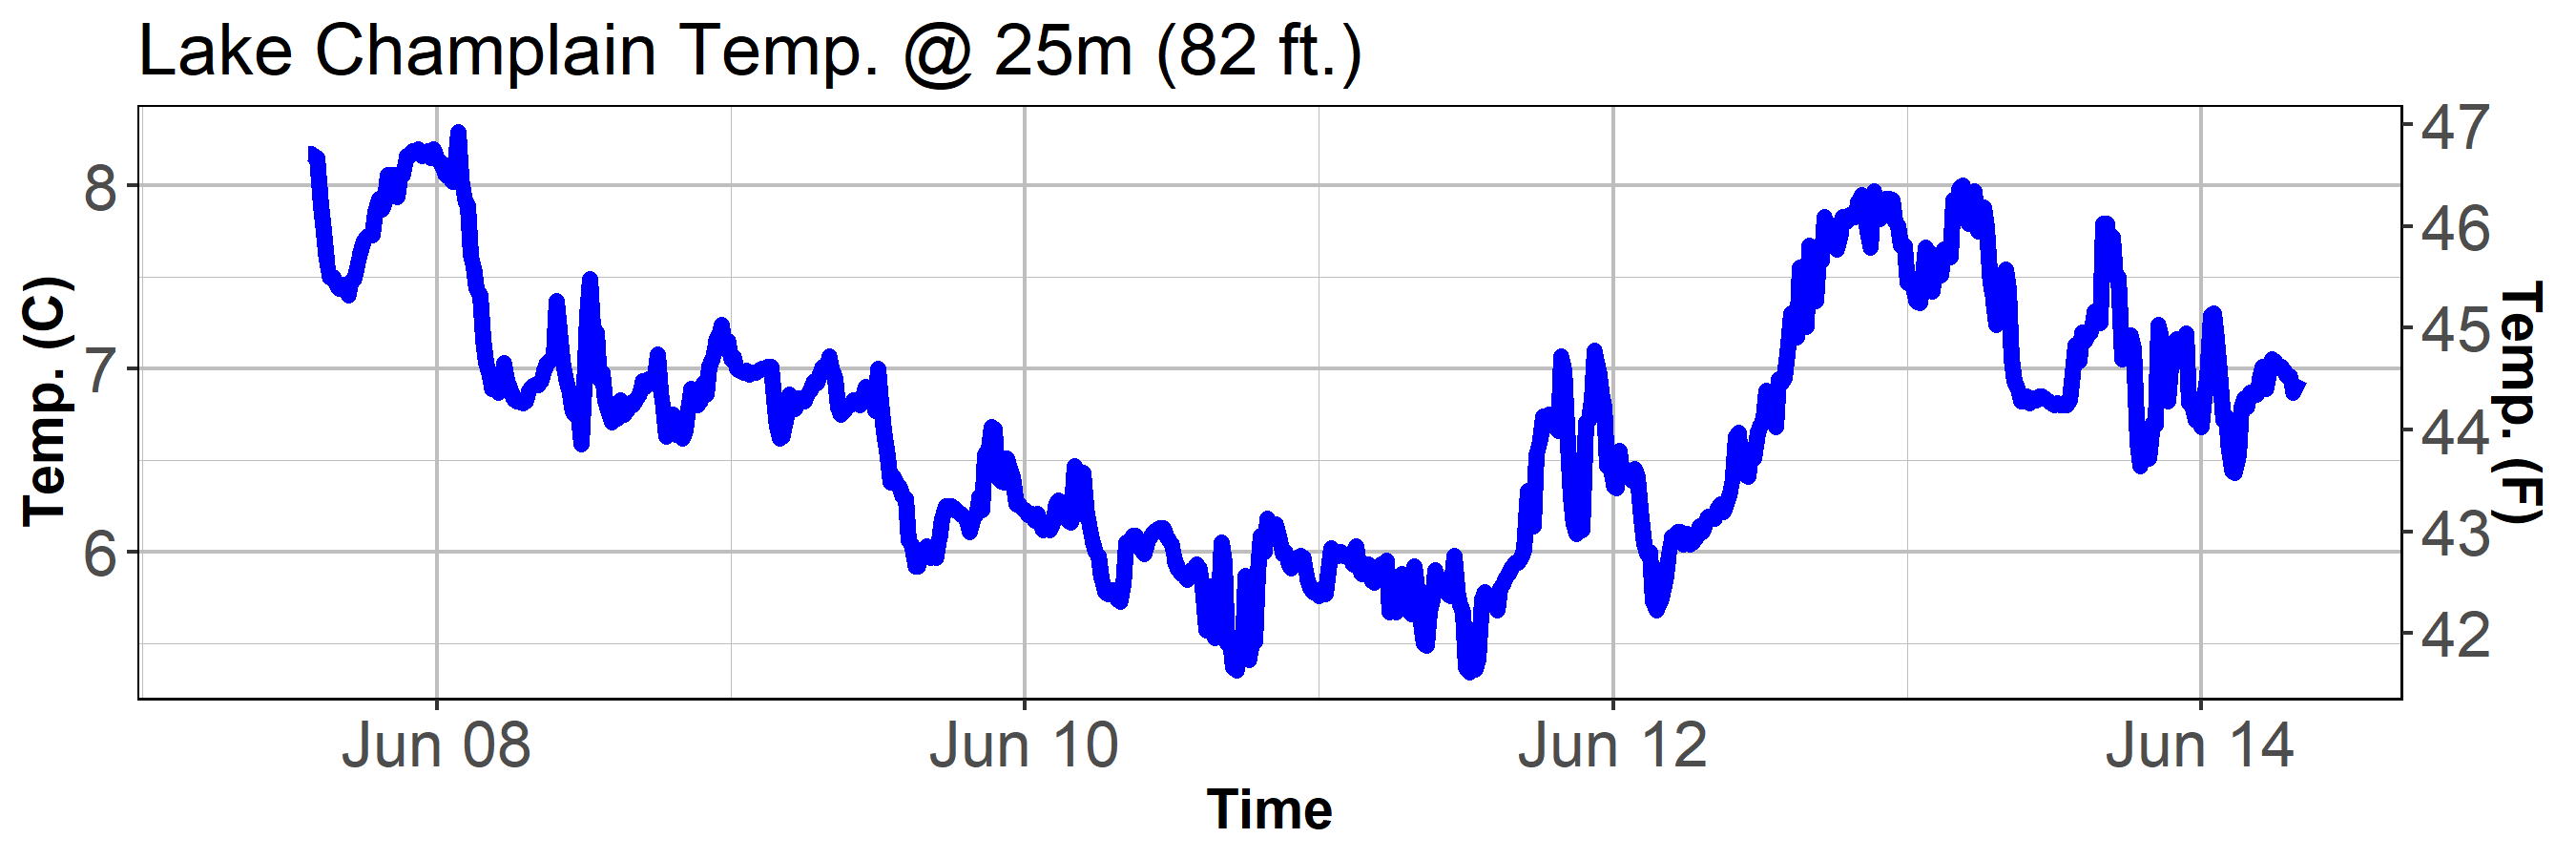 Lake Champlain Temp. @ 25m (82 ft.)
Temp. (C)
8
7
6
47
46
45
44
43
42
Temp. (F)
Jun 08
Jun 10
Jun 12
Jun 14
Time